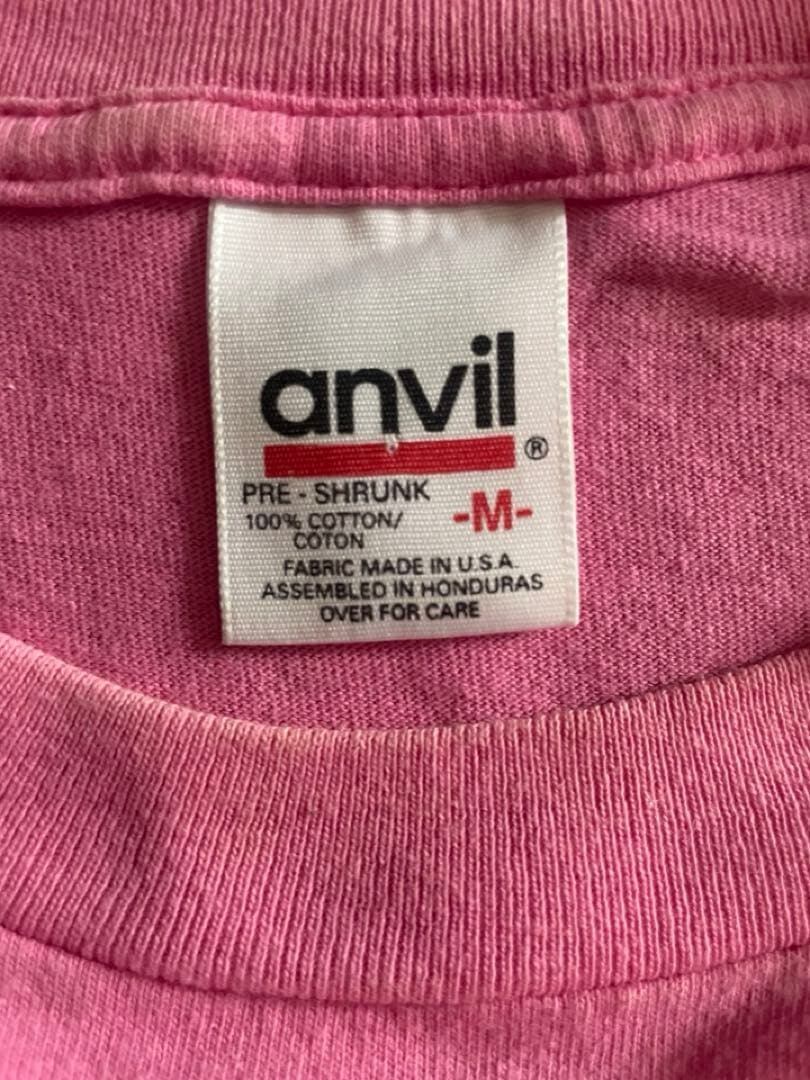 anvil
®
PRE - SHRUNK
100% COTTON/
COTON
-M-
FABRIC MADE IN U.S.A.
ASSEMBLED IN HONDURAS
OVER FOR CARE